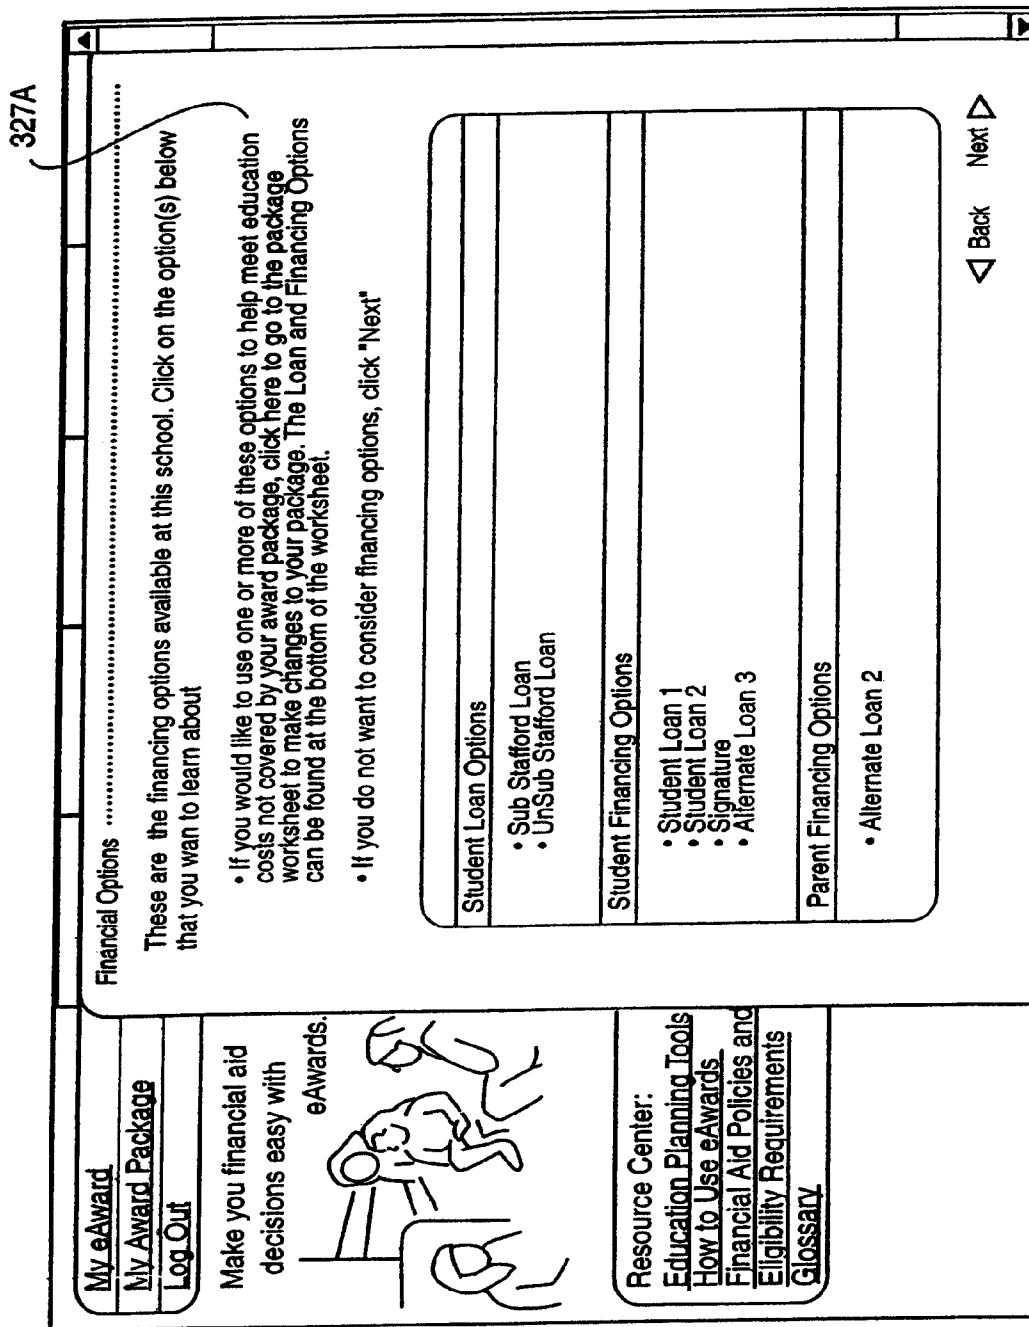 327A
My eAward
My Award Package
Log Out
Make you financial aid
decisions easy with
eAwards.
Resource Center:
Education Planning Tools
How to Use eAwards
Financial Aid Policies and
Eligibility Requirements
Glossary
Financial Options
These are the financing options available at this school. Click on the option(s) below
that you wan to learn about
• If you would like to use one or more of these options to help meet education
costs not covered by your award package, click here to go to the package
worksheet to make changes to your package. The Loan and Financing Options
can be found at the bottom of the worksheet.
• If you do not want to consider financing options, click "Next"
Student Loan Options
• Sub Stafford Loan
• UnSub Stafford Loan
Student Financing Options
• Student Loan 1
• Student Loan 2
• Signature
• Alternate Loan 3
Parent Financing Options
• Alternate Loan 2
Back Next